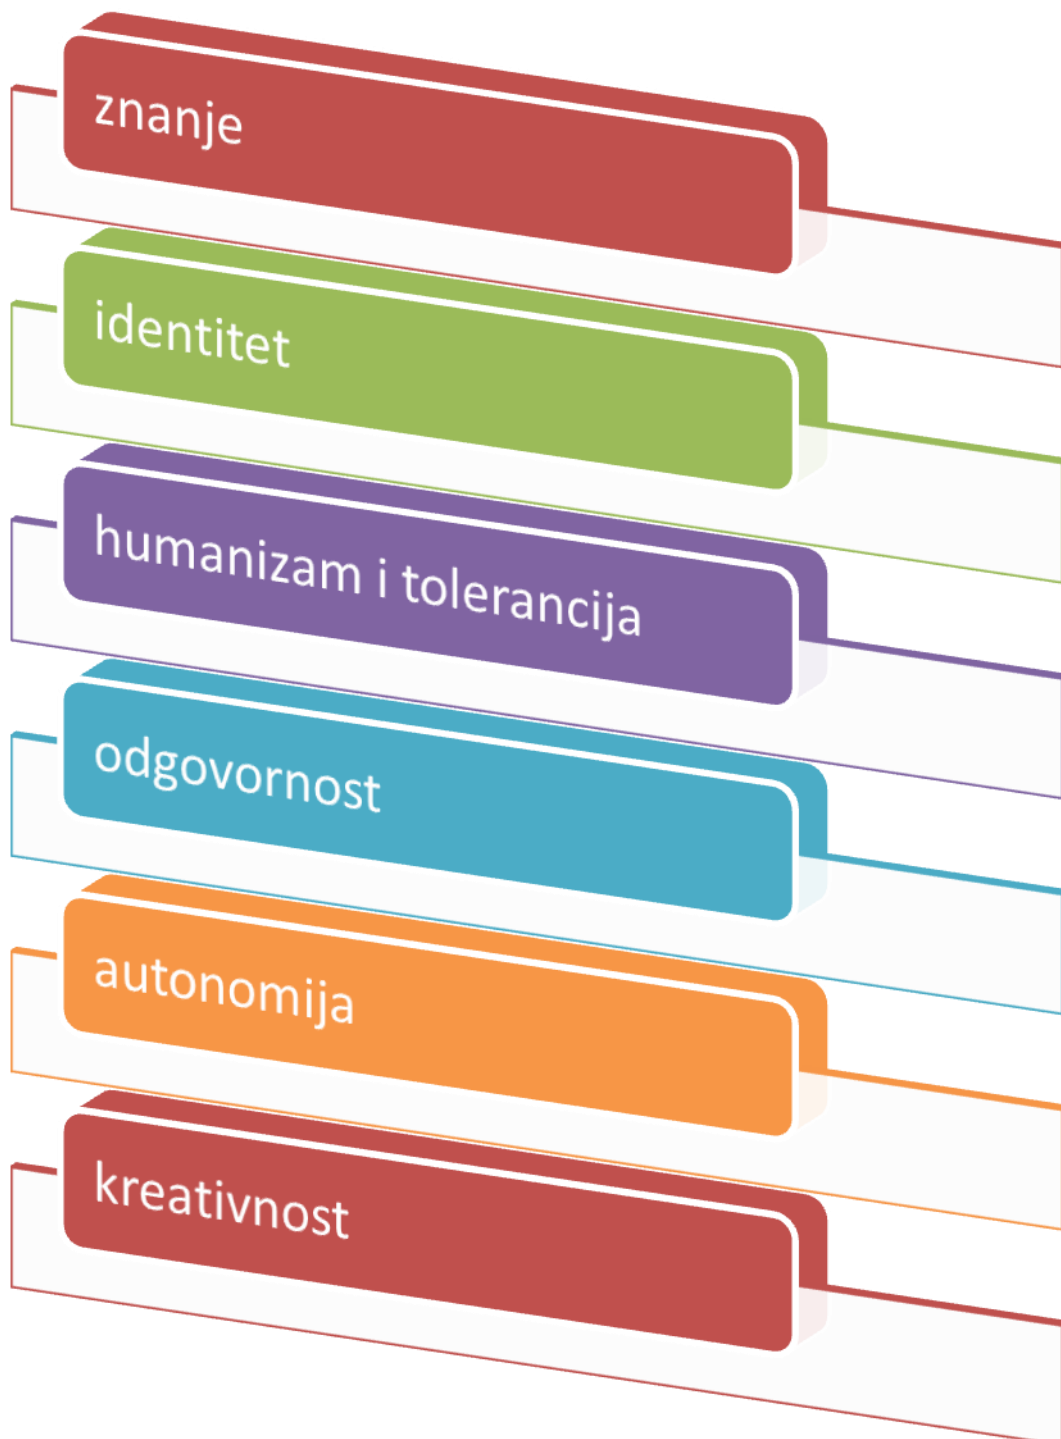 znanje
identitet
humanizam i tolerancija
odgovornost
autonomija
kreativnost